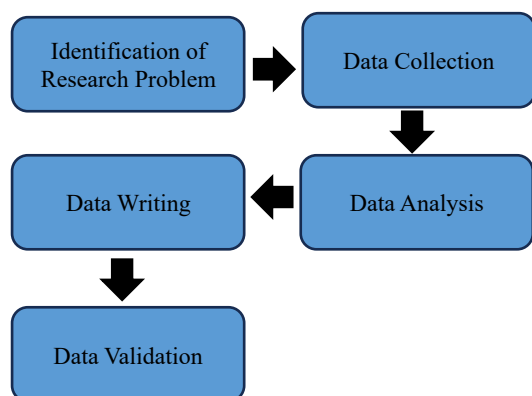 Identification of
Research Problem
Data Collection
Data Analysis
Data Writing
Data Validation